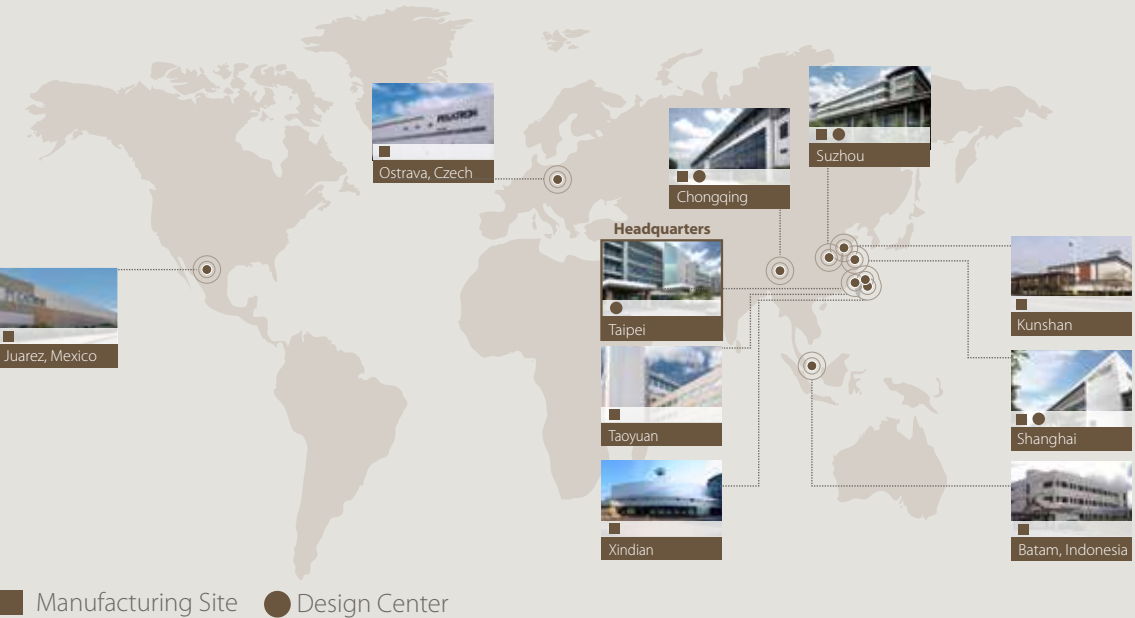 Ostrava, Czech
Chongqing
Suzhou
Headquarters
Taipei
Juarez, Mexico
Kunshan
Taoyuan
Shanghai
Xindian
Batam, Indonesia
Manufacturing Site
Design Center